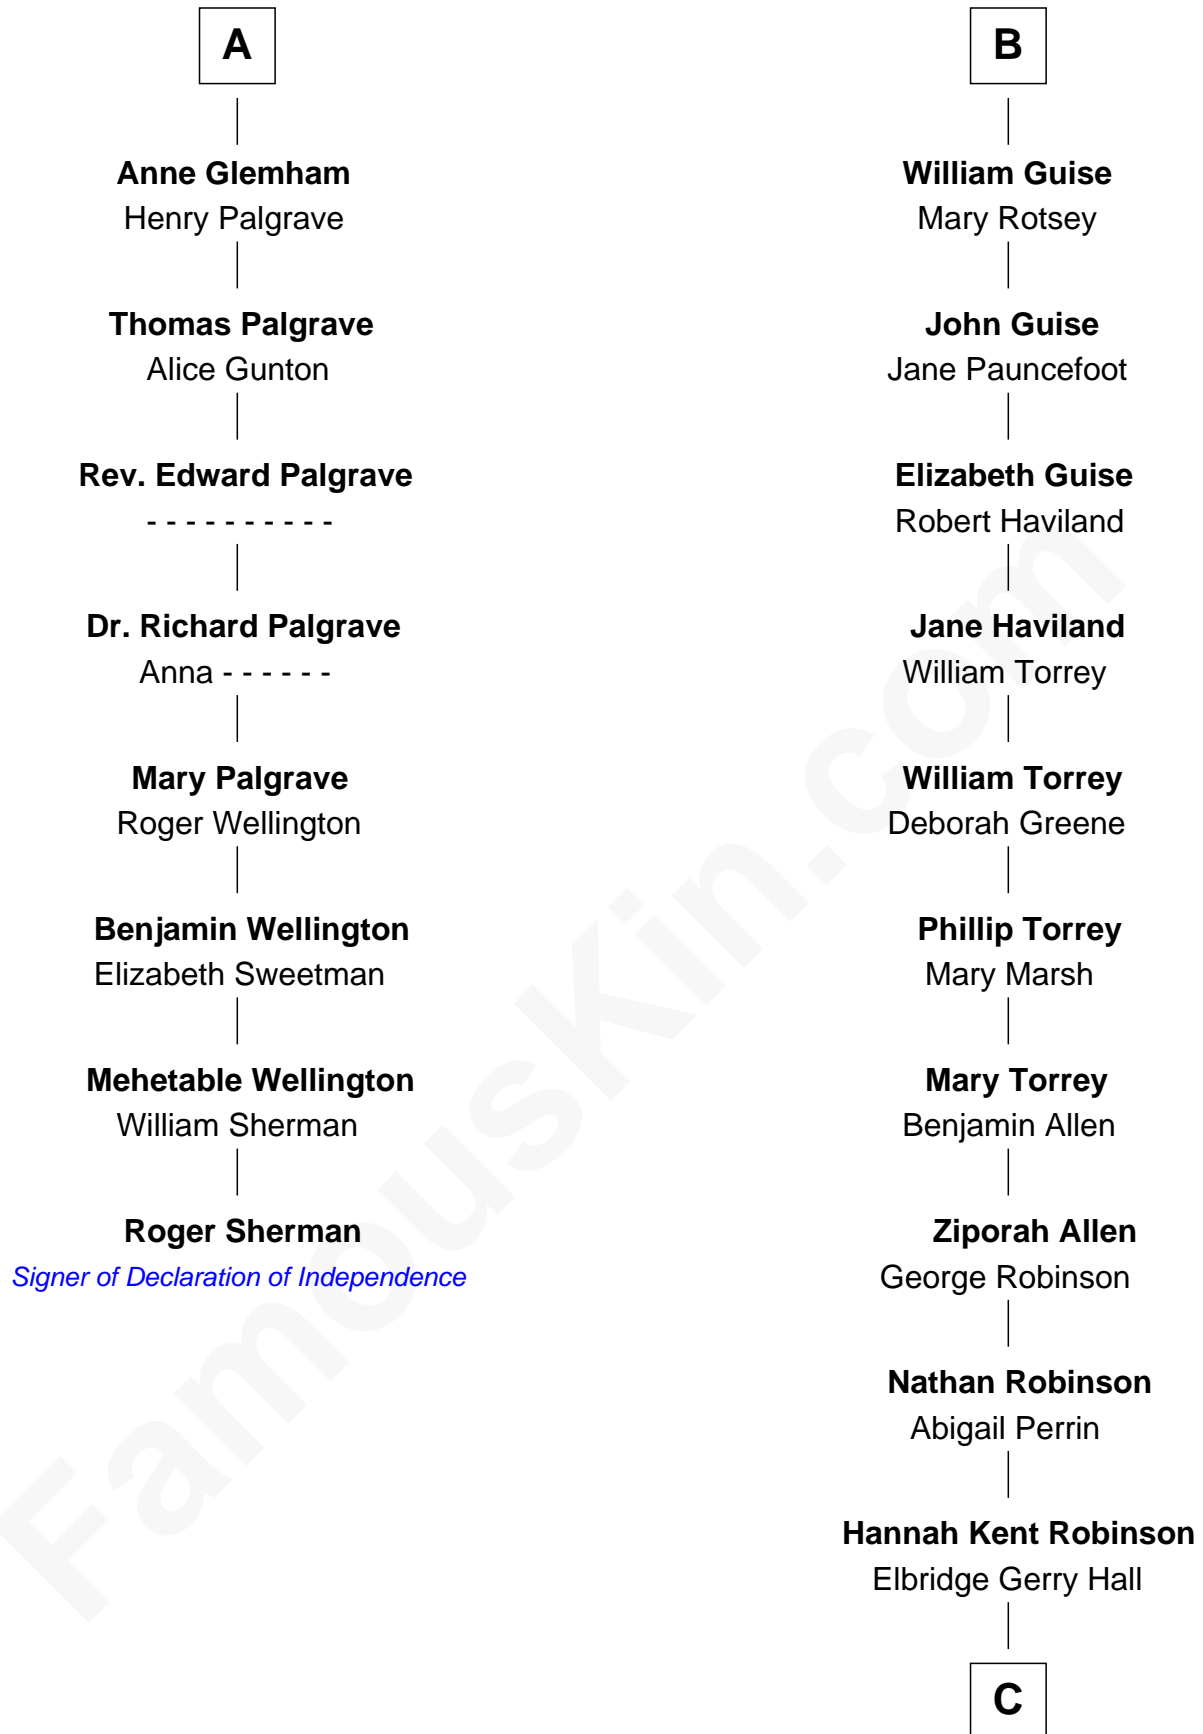 A
Anne Glemham
Henry Palgrave
Thomas Palgrave
Alice Gunton
Rev. Edward Palgrave
- - - - - - - - - -
Dr. Richard Palgrave
Anna - - - - - -
Mary Palgrave
Roger Wellington
Benjamin Wellington
Elizabeth Sweetman
Mehetable Wellington
William Sherman
Roger Sherman
Signer of Declaration of Independence
B
William Guise
Mary Rotsey
John Guise
Jane Pauncefoot
Elizabeth Guise
Robert Haviland
Jane Haviland
William Torrey
William Torrey
Deborah Greene
Phillip Torrey
Mary Marsh
Mary Torrey
Benjamin Allen
Ziporah Allen
George Robinson
Nathan Robinson
Abigail Perrin
Hannah Kent Robinson
Elbridge Gerry Hall
C
FamousKin.com